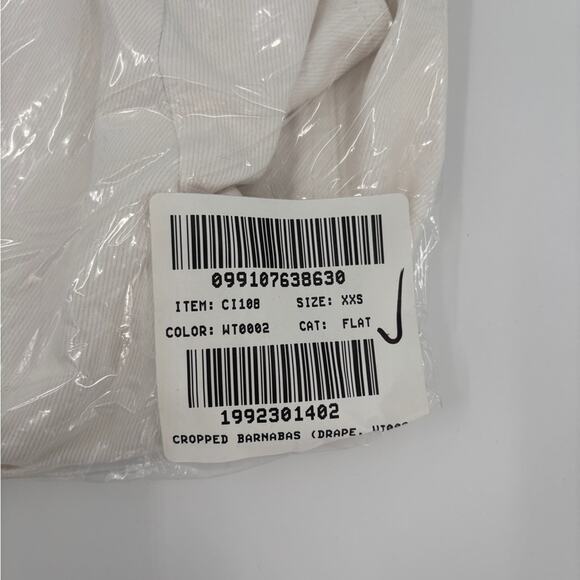 099107638630
ITEM: CI108 SIZE: XXS
COLOR: WT0002 CAT: FLAT
1992301402
CROPPED BARNABAS (DRAPE,